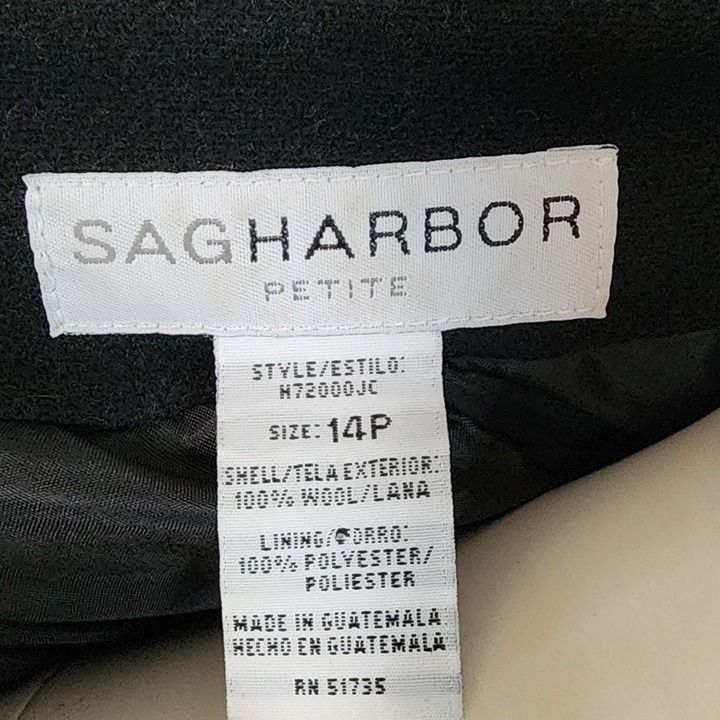 SAGHARBOR
PETITE
STYLE/ESTILO:
H72000JC
SIZE: 14P
SHELL/TELA EXTERIOR:
100% WOOL/LANA
LINING/FORRO:
100% POLYESTER/
POLIESTER
MADE IN GUATEMALA
HECHO EN GUATEMALA
RN 51735